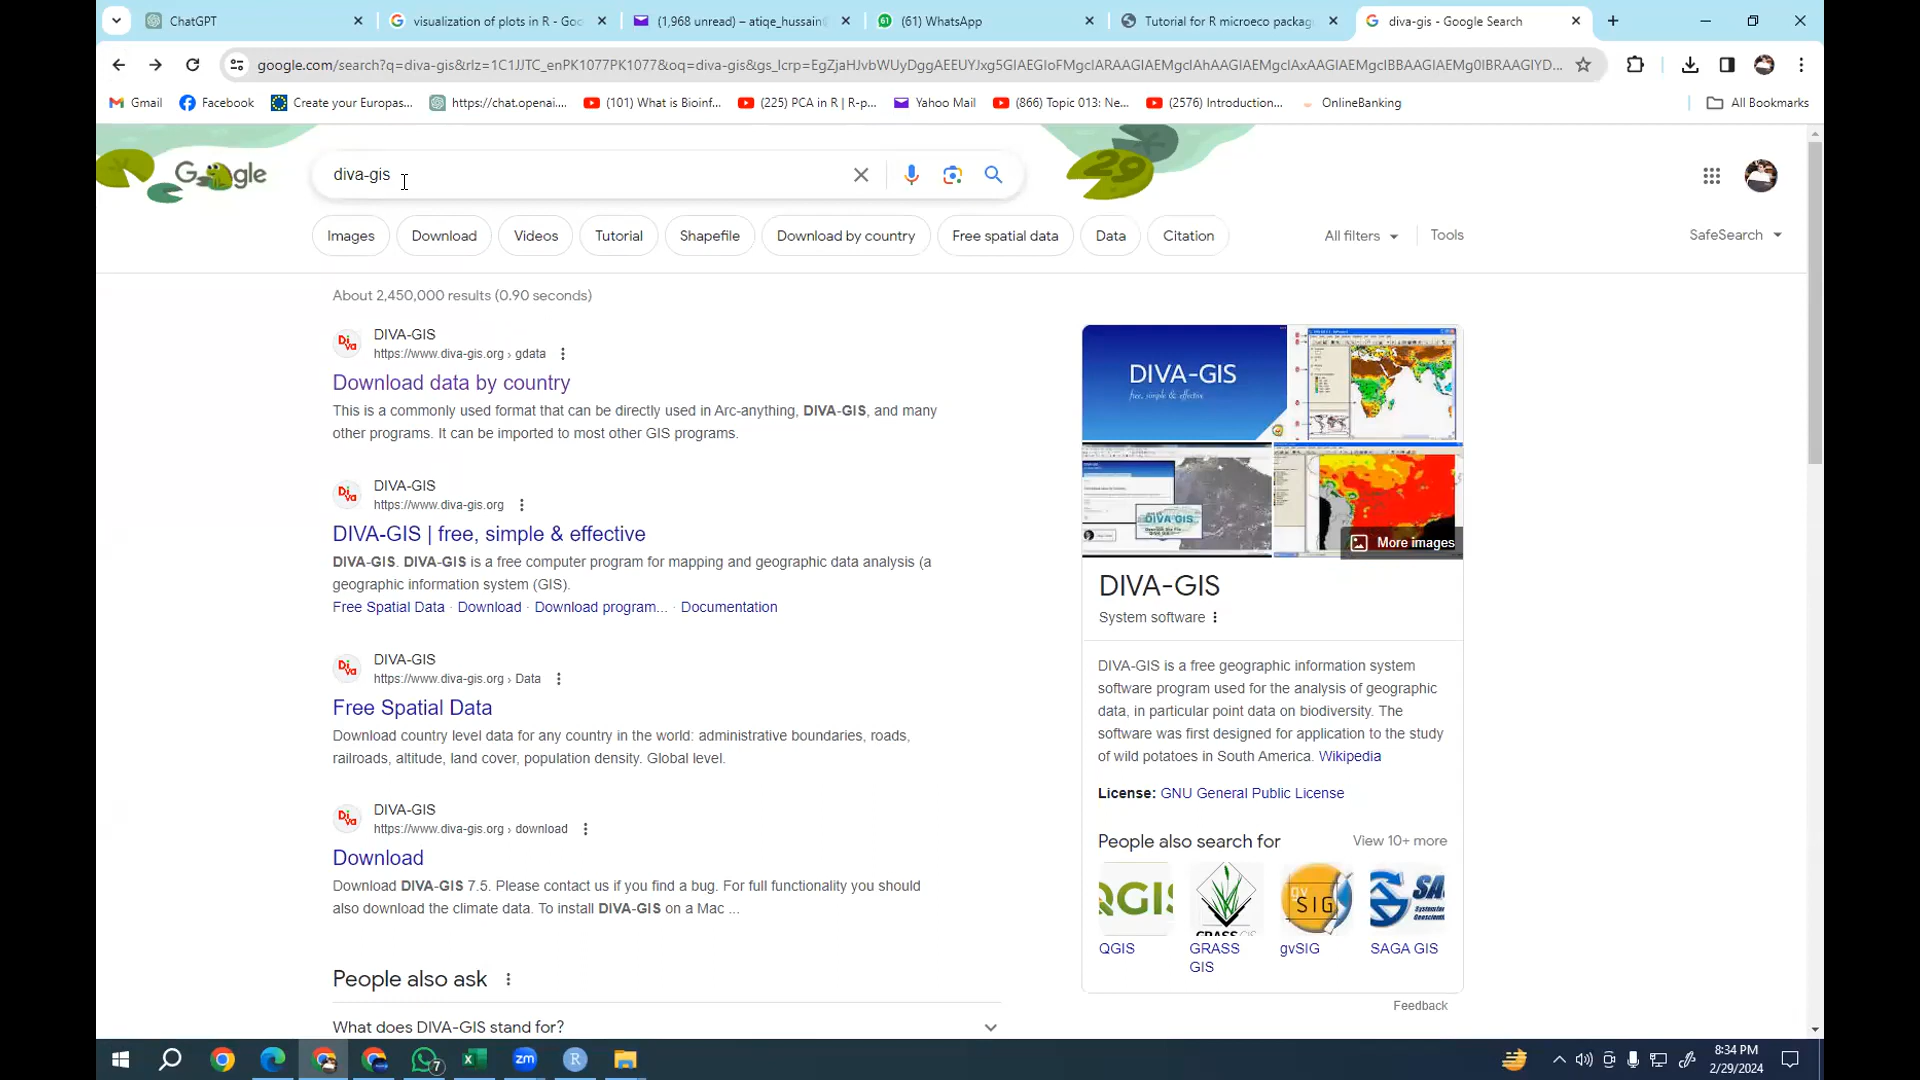 ChatGPT
visualization of plots in R - Goo
(1,968 unread) – atiqe_hussain@
(61) WhatsApp
Tutorial for R microeco packag
diva-gis - Google Search
google.com/search?q=diva-gis&rlz=1C1JJTC_enPK1077PK1077&oq=diva-gis&gs_lcrp=EgZjaHJvbWUyDggAEEUYJxg5GIAEGIoFMgcIARAAGIAEMgcIAhAAGIAEMgcIAxAAGIAEMgcIBBAAGIAEMg0IBRAAGIYD...
Gmail
Facebook
Create your Europas...
https://chat.openai....
(101) What is Bioinf...
(225) PCA in R | R-p...
Yahoo Mail
(866) Topic 013: Ne...
(2576) Introduction...
OnlineBanking
All Bookmarks
Google
diva-gis
29
Images
Download
Videos
Tutorial
Shapefile
Download by country
Free spatial data
Data
Citation
All filters
Tools
SafeSearch
About 2,450,000 results (0.90 seconds)
DIVA-GIS
https://www.diva-gis.org › gdata
Download data by country
This is a commonly used format that can be directly used in Arc-anything, DIVA-GIS, and many
other programs. It can be imported to most other GIS programs.
DIVA-GIS
https://www.diva-gis.org
DIVA-GIS | free, simple & effective
DIVA-GIS. DIVA-GIS is a free computer program for mapping and geographic data analysis (a
geographic information system (GIS).
Free Spatial Data · Download · Download program... · Documentation
DIVA-GIS
https://www.diva-gis.org › Data
Free Spatial Data
Download country level data for any country in the world: administrative boundaries, roads,
railroads, altitude, land cover, population density. Global level.
DIVA-GIS
https://www.diva-gis.org › download
Download
Download DIVA-GIS 7.5. Please contact us if you find a bug. For full functionality you should
also download the climate data. To install DIVA-GIS on a Mac ...
People also ask
What does DIVA-GIS stand for?
DIVA-GIS
free, simple & effective
DIVA-GIS
More images
DIVA-GIS
System software
DIVA-GIS is a free geographic information system
software program used for the analysis of geographic
data, in particular point data on biodiversity. The
software was first designed for application to the study
of wild potatoes in South America. Wikipedia
License: GNU General Public License
People also search for
View 10+ more
QGIS
GRASS GIS
gv SIG
SA
QGIS
GRASS
GIS
gvSIG
SAGA GIS
Feedback
7
zm
R
8:34 PM
2/29/2024